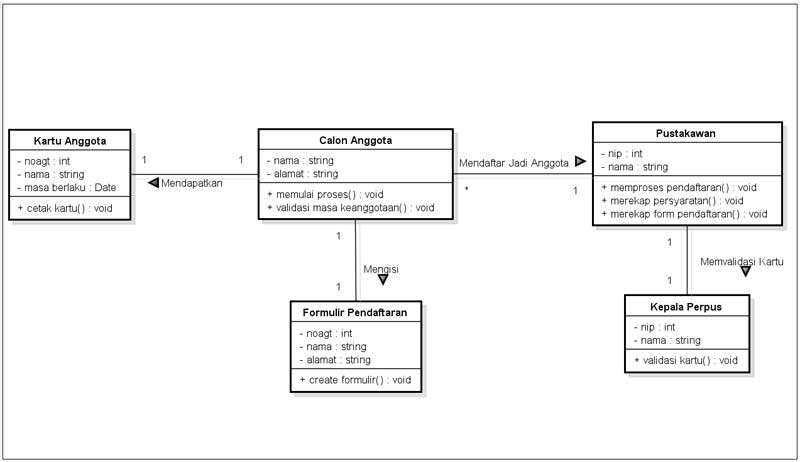 Kartu Anggota
- noagt : int
- nama : string
- masa berlaku : Date
+ cetak kartu() : void
1
1
Mendapatkan
Calon Anggota
- nama : string
- alamat : string
+ memulai proses() : void
+ validasi masa keanggotaan() : void
Mendaftar Jadi Anggota
*
1
Pustakawan
- nip : int
- nama : string
+ memproses pendaftaran() : void
+ merekap persyaratan() : void
+ merekap form pendaftaran() : void
1
Mengisi
1
Formulir Pendaftaran
- noagt : int
- nama : string
- alamat : string
+ create formulir() : void
1
Memvalidasi Kartu
1
Kepala Perpus
- nip : int
- nama : string
+ validasi kartu() : void